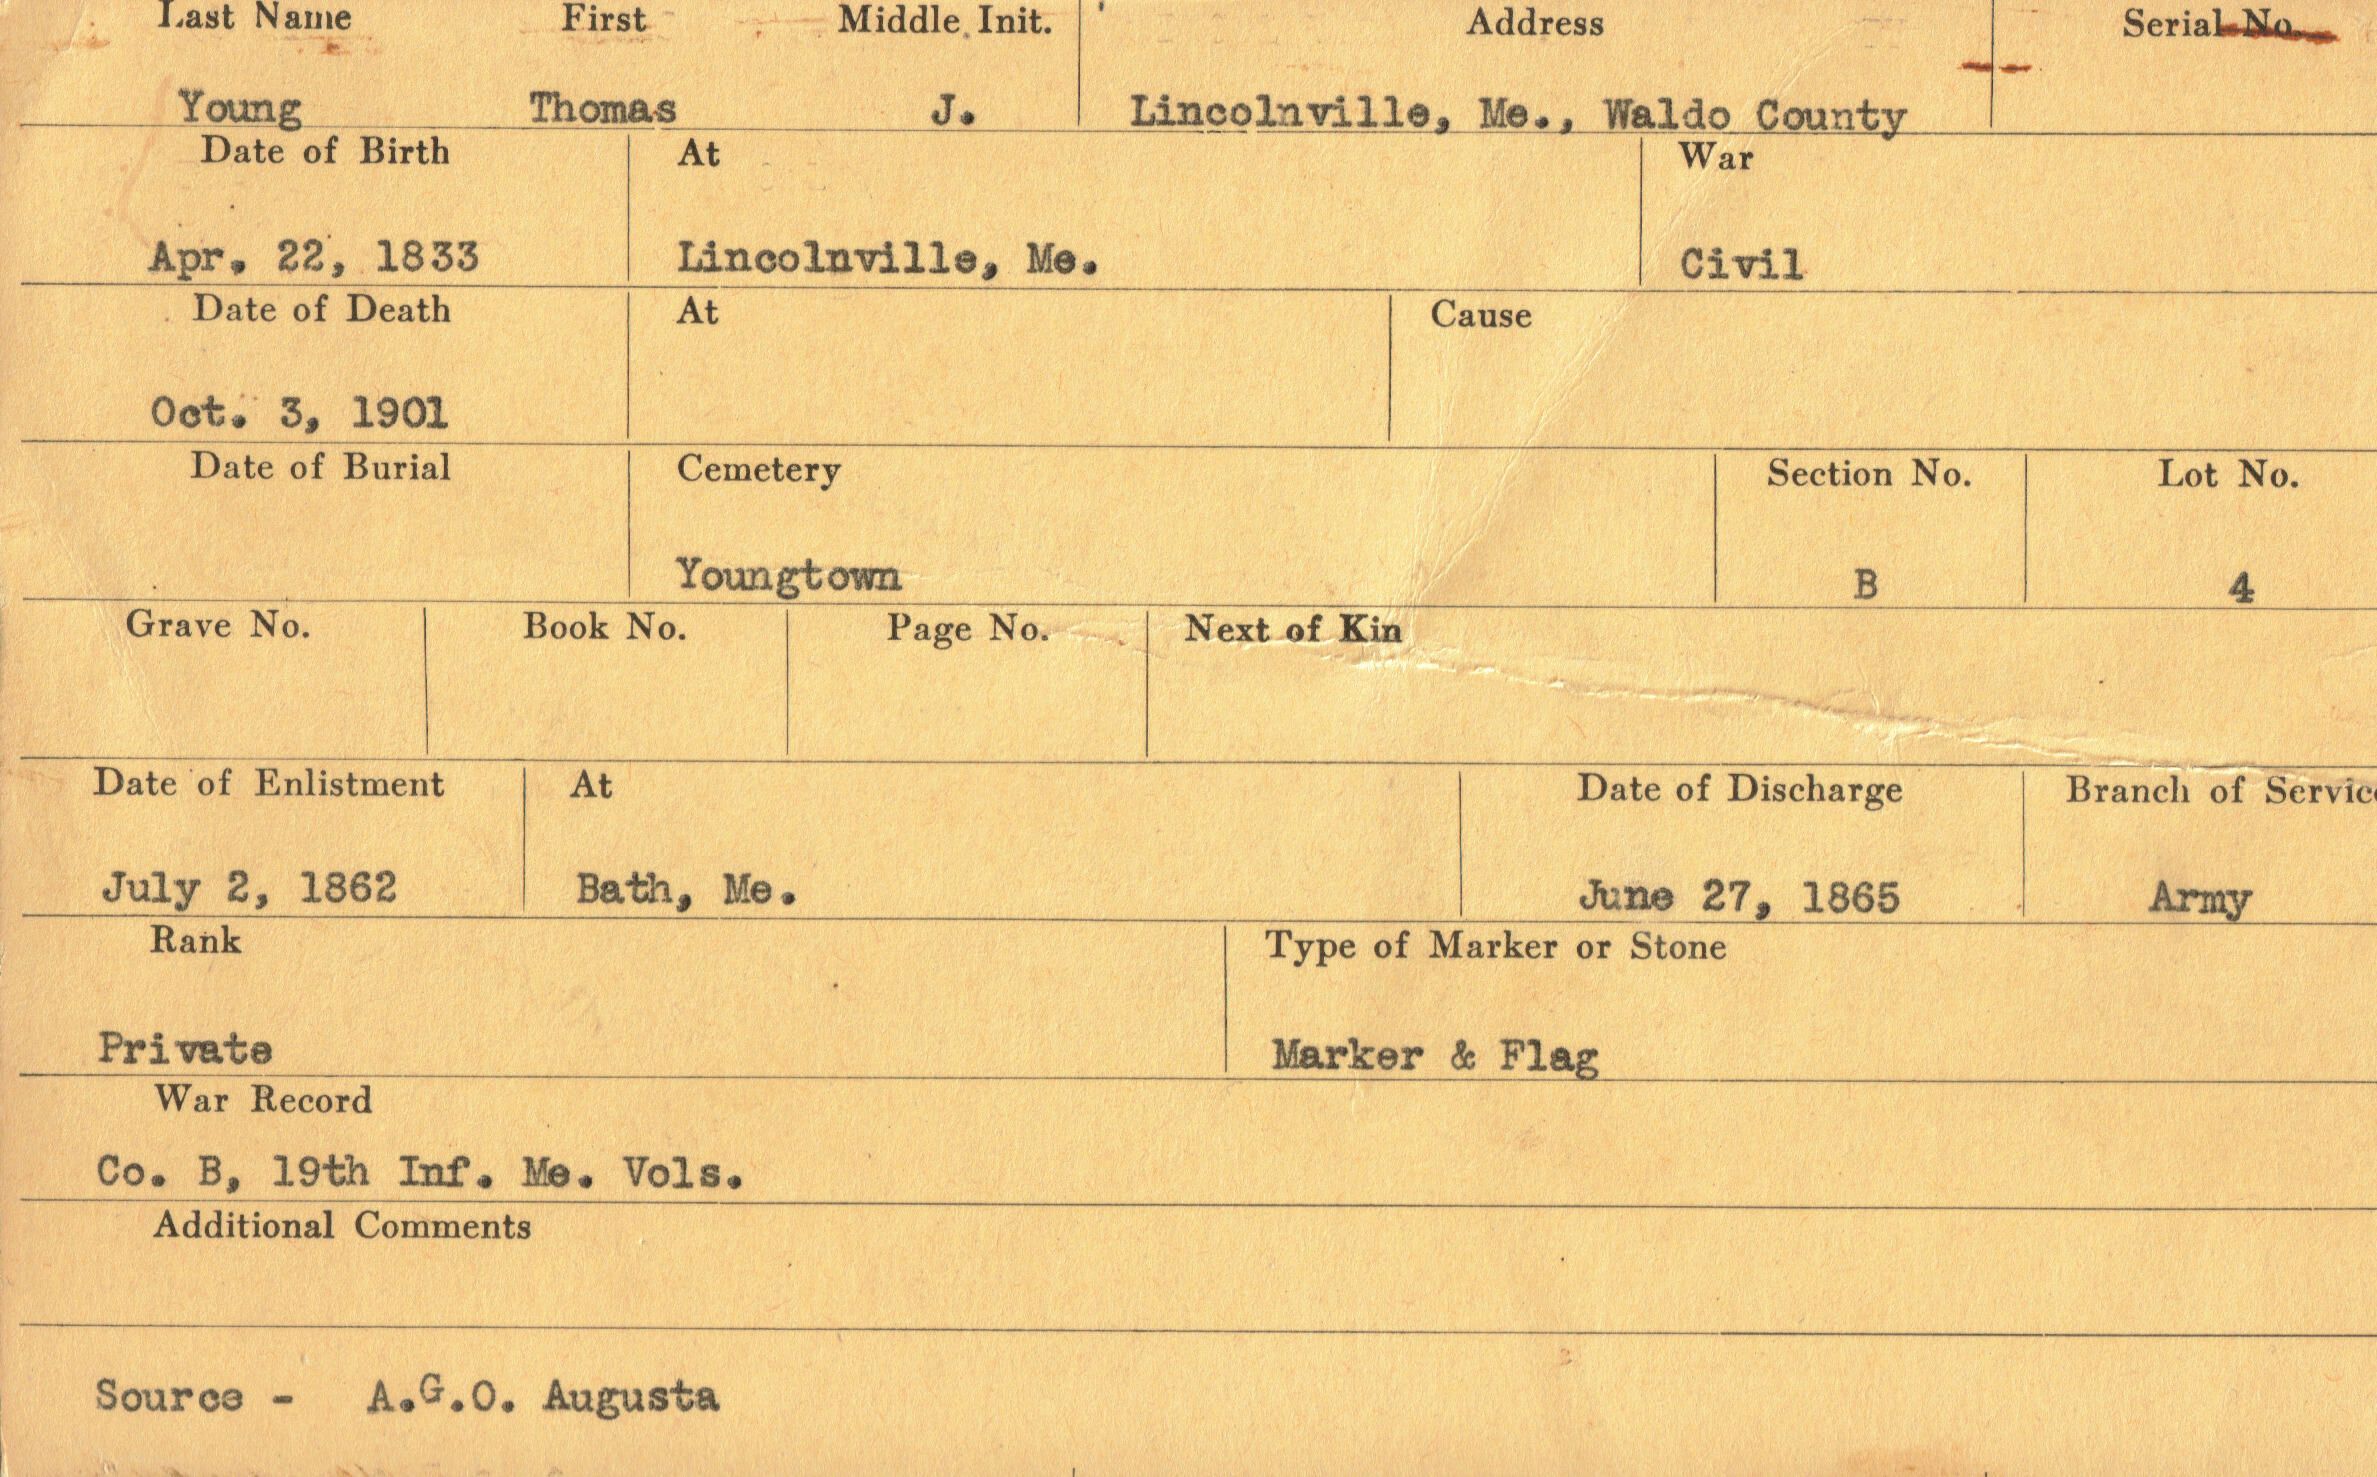 Last Name First Middle Init. Address Serial No.
Young Thomas J. Lincolnville, Me., Waldo County
Date of Birth At War
Apr. 22, 1833 Lincolnville, Me. Civil
Date of Death At Cause
Oct. 3, 1901
Date of Burial Cemetery Section No. Lot No.
Youngtown B 4
Grave No. Book No. Page No. Next of Kin
Date of Enlistment At Date of Discharge Branch of Servic
July 2, 1862 Bath, Me. June 27, 1865 Army
Rank Type of Marker or Stone
Private Marker & Flag
War Record
Co. B, 19th Inf. Me. Vols.
Additional Comments
Source - A.G.O. Augusta